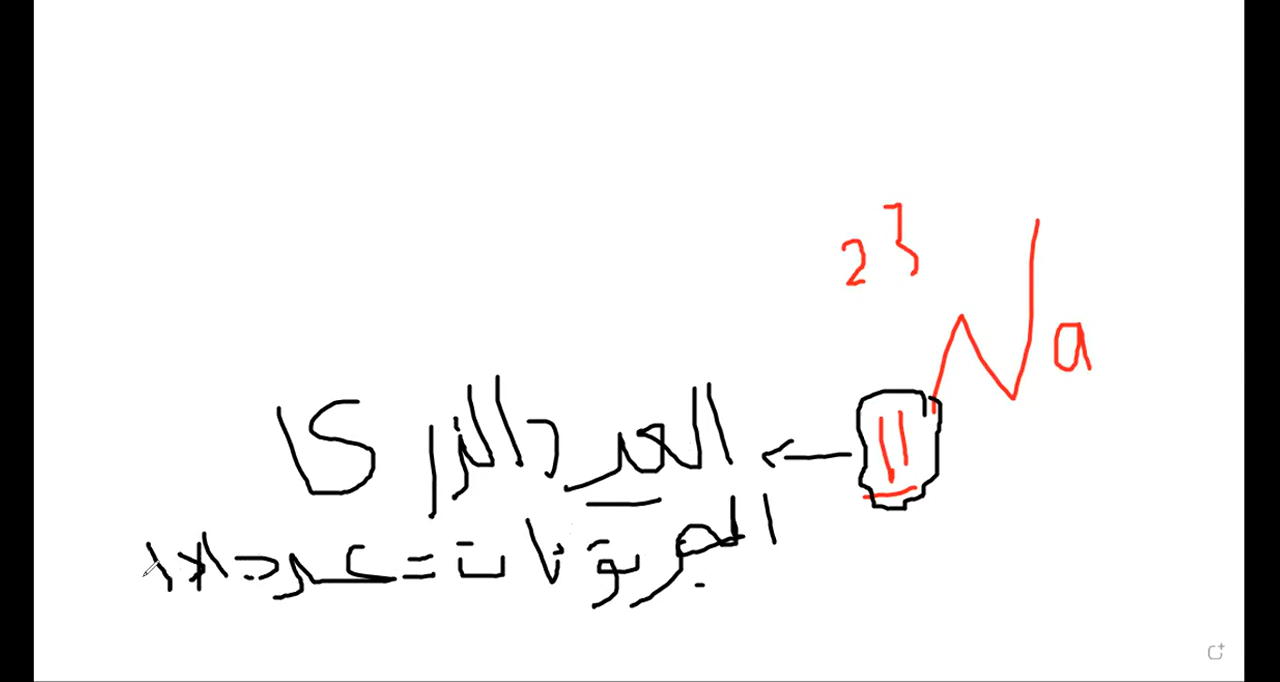 23
Na
11 ← العدد الذري
البروتونات = عدد الا